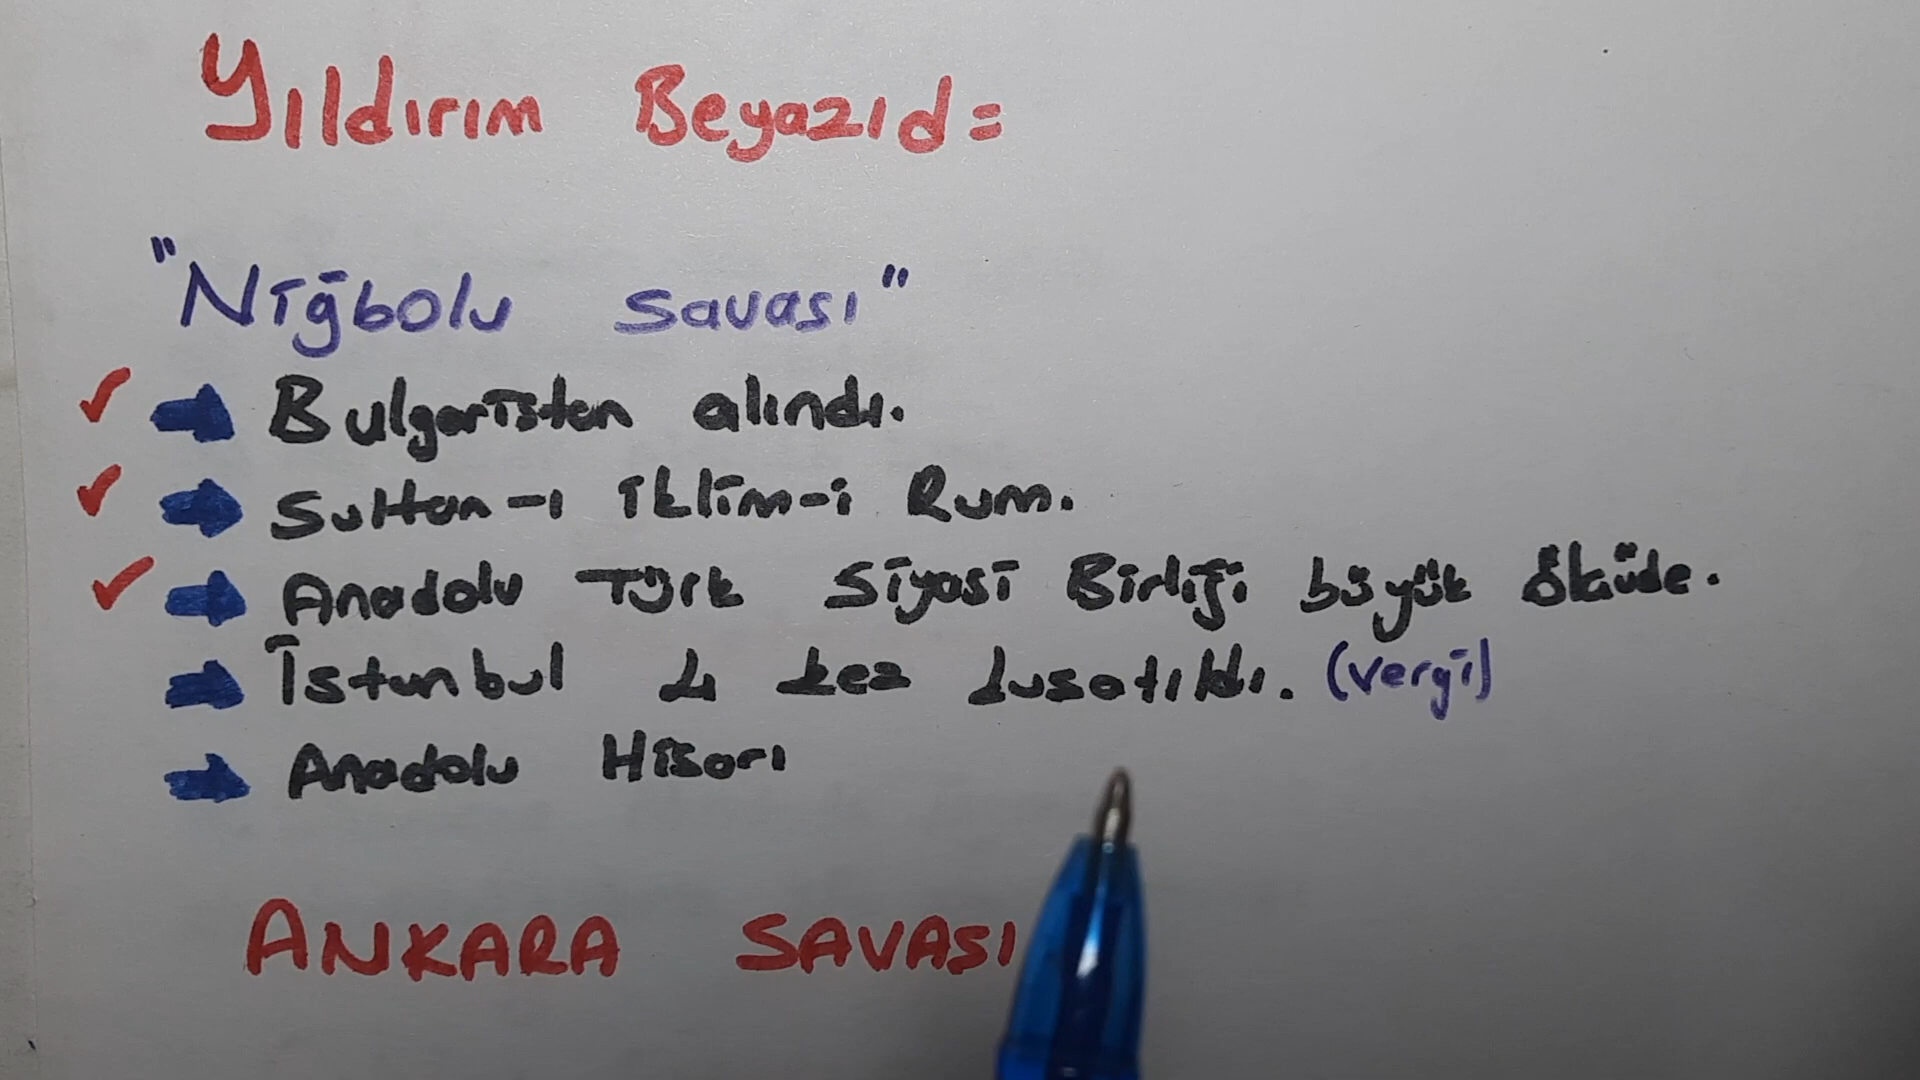 Yıldırım Beyazıd=
"Niğbolu savaşı"
Bulgaristan alındı.
Sultan-ı iklim-i Rum.
Anadolu Türk Siyasi Birliği büyük ölçüde.
İstanbul 4 kez kuşatıldı. (vergi)
Anadolu Hisarı
ANKARA SAVAŞI